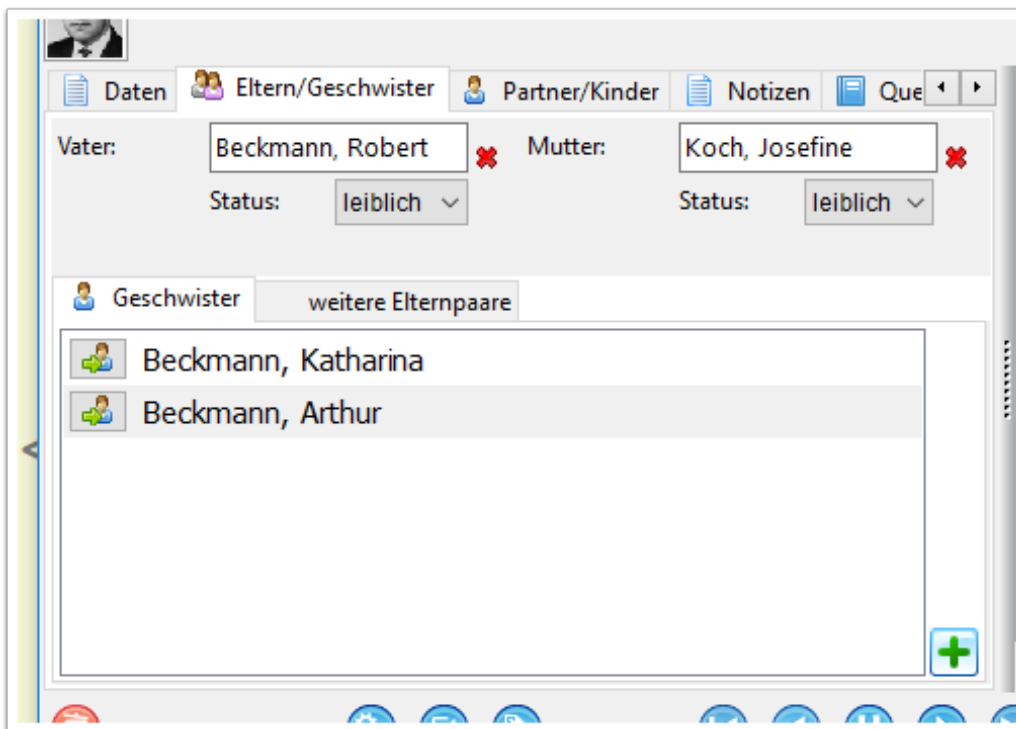 Daten Eltern/Geschwister Partner/Kinder Notizen Que
Vater: Beckmann, Robert Mutter: Koch, Josefine
Status: leiblich Status: leiblich
Geschwister weitere Elternpaare
Beckmann, Katharina
Beckmann, Arthur